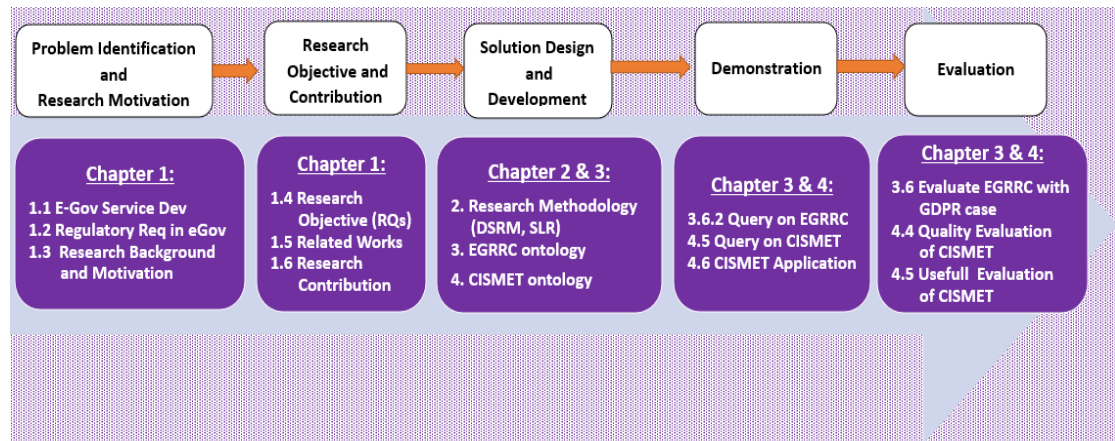 Problem Identification
and
Research Motivation
Research
Objective and
Contribution
Solution Design
and
Development
Demonstration
Evaluation
Chapter 1:
1.1 E-Gov Service Dev
1.2 Regulatory Req in eGov
1.3 Research Background
and Motivation
Chapter 1:
1.4 Research
Objective (RQs)
1.5 Related Works
1.6 Research
Contribution
Chapter 2 & 3:
2. Research Methodology
(DSRM, SLR)
3. EGRRC ontology
4. CISMET ontology
Chapter 3 & 4:
3.6.2 Query on EGRRC
4.5 Query on CISMET
4.6 CISMET Application
Chapter 3 & 4:
3.6 Evaluate EGRRC with
GDPR case
4.4 Quality Evaluation
of CISMET
4.5 Usefull Evaluation
of CISMET